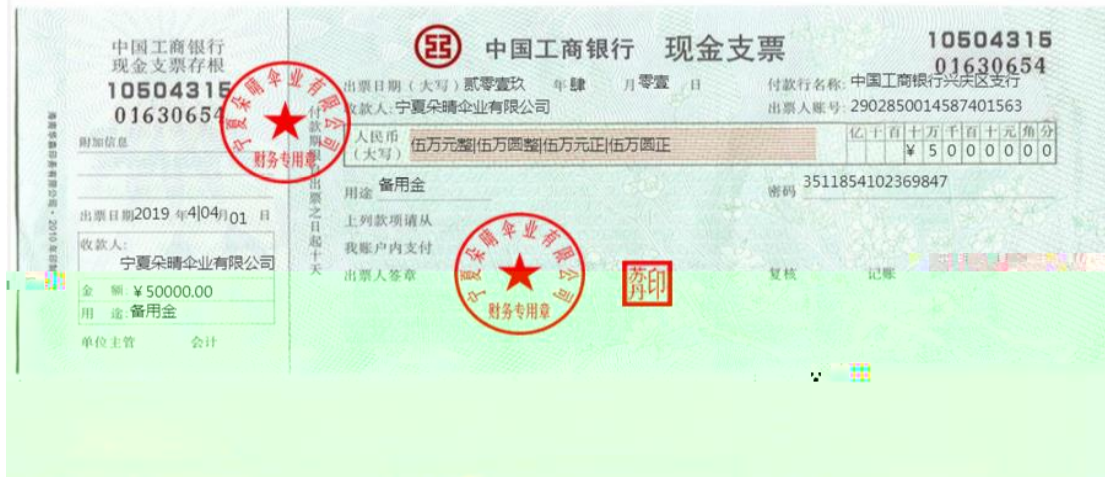 中国工商银行
现金支票存根
10504315
01630654
附加信息
出票日期2019 年4|04月01 日
收款人:
宁夏朵晴伞业有限公司
金 额 ¥50000.00
用 途:备用金
单位主管 会计
付款期限自出票之日起十天
中国工商银行 现金支票
10504315
01630654
出票日期(大写)贰零壹玖 年肆 月零壹 日
付款行名称:中国工商银行兴庆区支行
收款人:宁夏朵晴伞业有限公司
出票人账号:2902850014587401563
人民币
(大写)
伍万元整|伍万圆整|伍万元正|伍万圆正
亿千百十万千百十元角分
¥5000000
用途 备用金
密码 3511854102369847
上列款项请从
我账户内支付
出票人签章
复核 记账
宁夏朵晴伞业有限公司
财务专用章
宁夏朵晴伞业有限公司
财务专用章
苏丹印